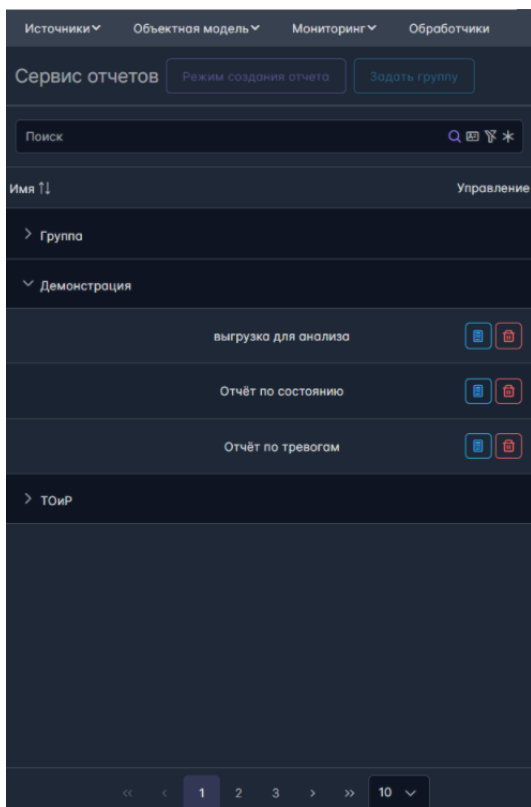 Источники Объектная модель Мониторинг Обработчики
Сервис отчетов Режим создания отчета Задать группу
Поиск
Имя Управление
Группа
Демонстрация
выгрузка для анализа
Отчёт по состоянию
Отчёт по тревогам
ТОиР
« ‹ 1 2 3 › » 10